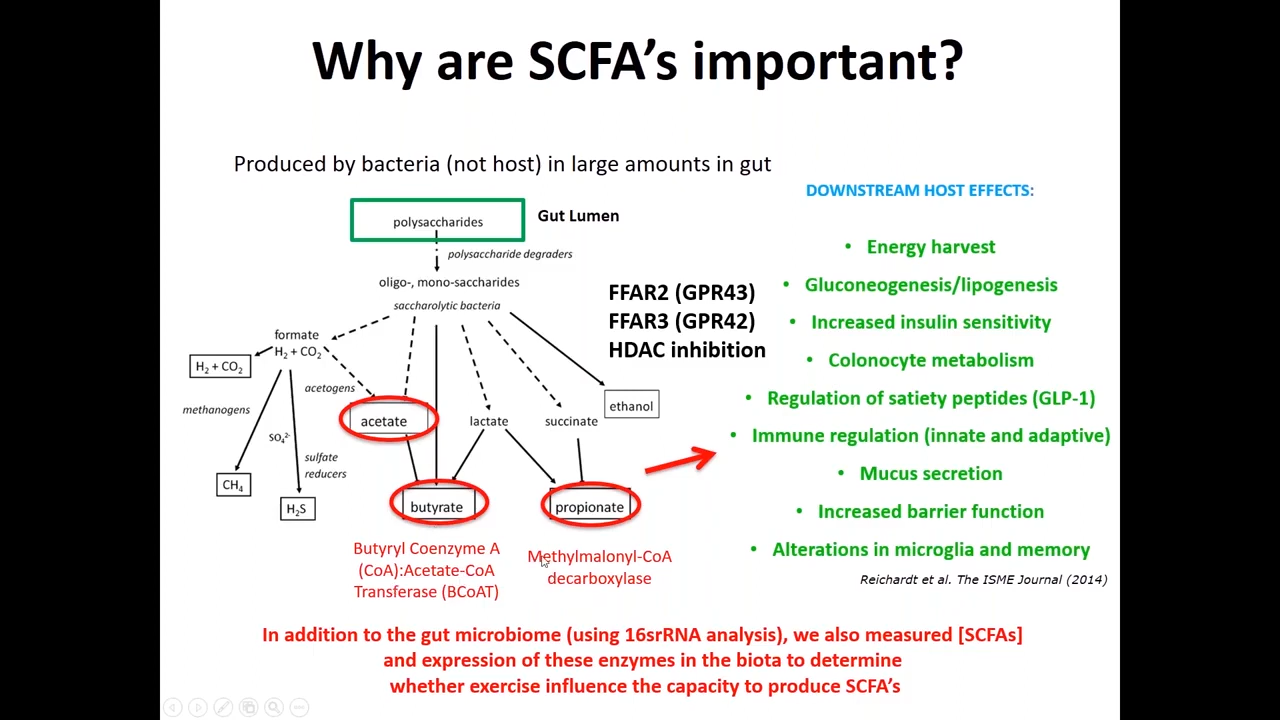 Why are SCFA's important?
Produced by bacteria (not host) in large amounts in gut
polysaccharides
Gut Lumen
polysaccharide degraders
oligo-, mono-saccharides
saccharolytic bacteria
formate
H₂ + CO₂
H₂ + CO₂
acetogens
methanogens
SO₄²⁻
sulfate
reducers
CH₄
H₂S
acetate
lactate
succinate
ethanol
butyrate
propionate
Butyryl Coenzyme A
(CoA):Acetate-CoA
Transferase (BCoAT)
Methylmalonyl-CoA
decarboxylase
FFAR2 (GPR43)
FFAR3 (GPR42)
HDAC inhibition
DOWNSTREAM HOST EFFECTS:
• Energy harvest
• Gluconeogenesis/lipogenesis
• Increased insulin sensitivity
• Colonocyte metabolism
• Regulation of satiety peptides (GLP-1)
• Immune regulation (innate and adaptive)
• Mucus secretion
• Increased barrier function
• Alterations in microglia and memory
Reichardt et al. The ISME Journal (2014)
In addition to the gut microbiome (using 16srRNA analysis), we also measured [SCFAs]
and expression of these enzymes in the biota to determine
whether exercise influence the capacity to produce SCFA's